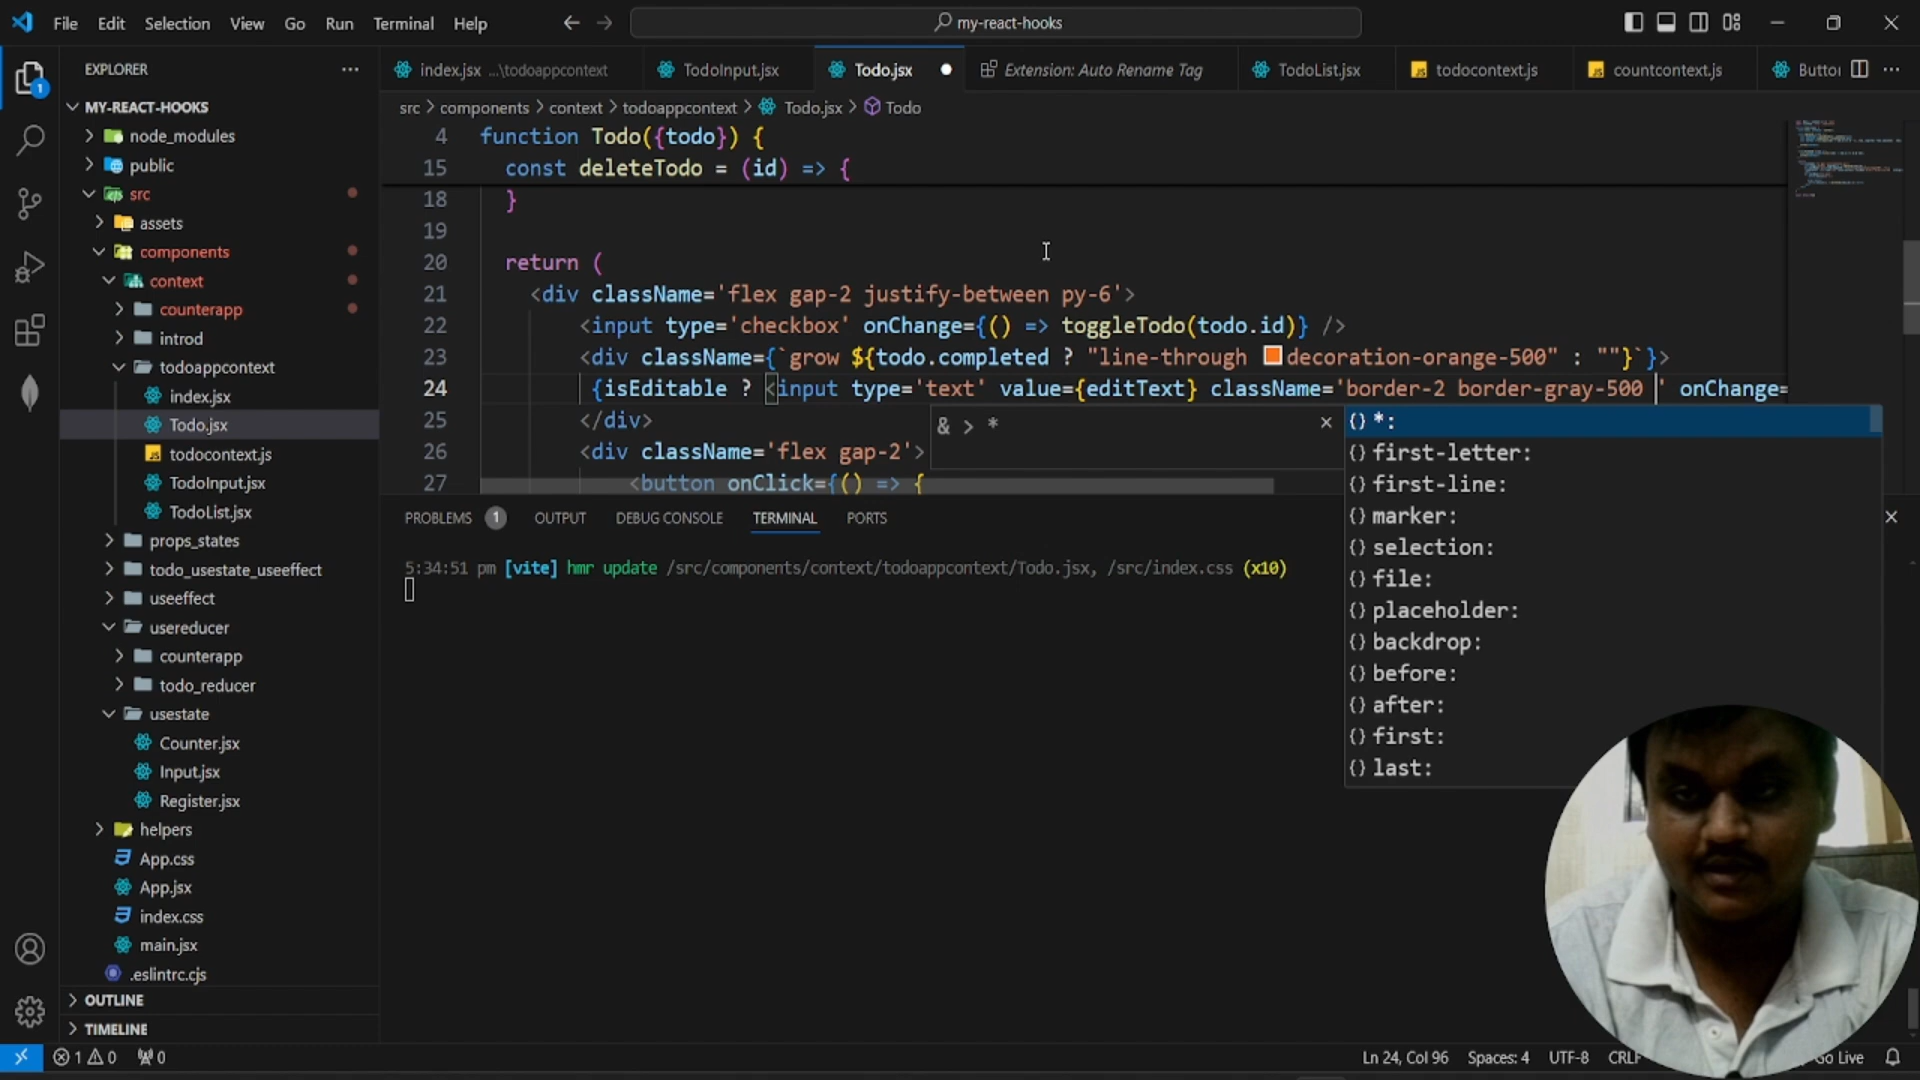 File Edit Selection View Go Run Terminal Help
my-react-hooks
EXPLORER
MY-REACT-HOOKS
node_modules
public
src
assets
components
context
counterapp
introd
todoappcontext
index.jsx
Todo.jsx
todocontext.js
TodoInput.jsx
TodoList.jsx
props_states
todo_usestate_useeffect
useeffect
usereducer
counterapp
todo_reducer
usestate
Counter.jsx
Input.jsx
Register.jsx
helpers
App.css
App.jsx
index.css
main.jsx
.eslintrc.cjs
OUTLINE
TIMELINE
index.jsx ...\todoappcontext TodoInput.jsx Todo.jsx Extension: Auto Rename Tag TodoList.jsx todocontext.js countcontext.js Button
src > components > context > todoappcontext > Todo.jsx > Todo
4 function Todo({todo}) {
15 const deleteTodo = (id) => {
18 }
19
20 return (
21 <div className='flex gap-2 justify-between py-6'>
22 <input type='checkbox' onChange={() => toggleTodo(todo.id)} />
23 <div className={`grow ${todo.completed ? "line-through decoration-orange-500" : ""}`}>
24 {isEditable ? <input type='text' value={editText} className='border-2 border-gray-500 ' onChange=
25 </div>
26 <div className='flex gap-2'>
27 <button onClick={() => {
& > *
{} *:
{} first-letter:
{} first-line:
{} marker:
{} selection:
{} file:
{} placeholder:
{} backdrop:
{} before:
{} after:
{} first:
{} last:
PROBLEMS 1 OUTPUT DEBUG CONSOLE TERMINAL PORTS
5:34:51 pm [vite] hmr update /src/components/context/todoappcontext/Todo.jsx, /src/index.css (x10)
1 0 0 Ln 24, Col 96 Spaces: 4 UTF-8 CRLF Go Live
1